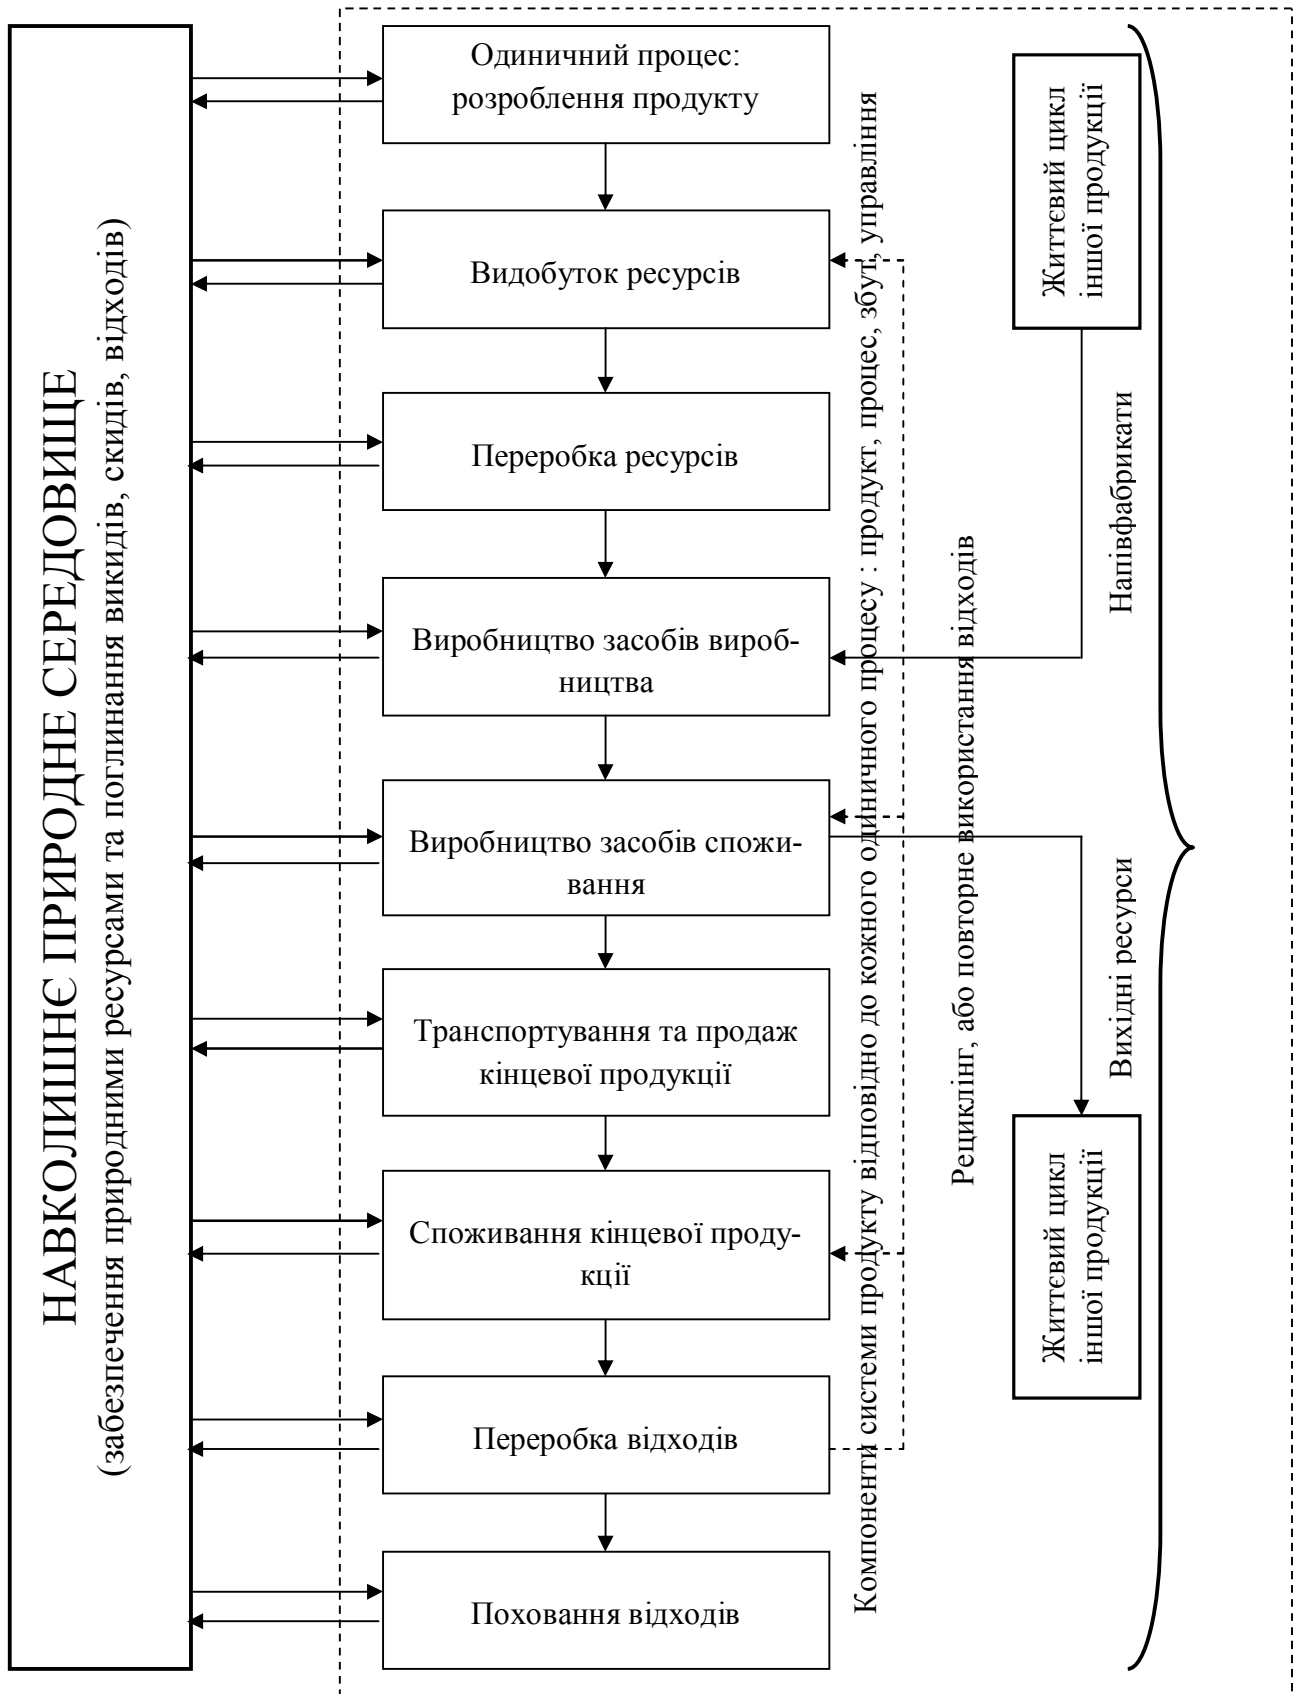 НАВКОЛИШНЄ ПРИРОДНЕ СЕРЕДОВИЩЕ
(забезпечення природними ресурсами та поглинання викидів, скидів, відходів)
Одиничний процес:
розроблення продукту
Видобуток ресурсів
Переробка ресурсів
Виробництво засобів вироб-
ництва
Виробництво засобів спожи-
вання
Транспортування та продаж
кінцевої продукції
Споживання кінцевої проду-
кції
Переробка відходів
Поховання відходів
Компоненти системи продукту відповідно до кожного одиничного процесу : продукт, процес, збут, управління
Рециклінг, або повторне використання відходів
Життєвий цикл
іншої продукції
Напівфабрикати
Вихідні ресурси
Життєвий цикл
іншої продукції